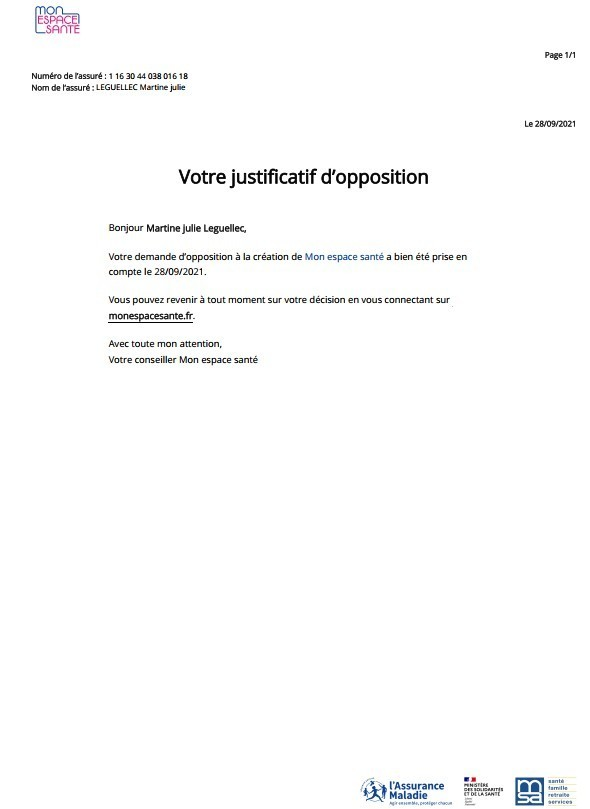 mon
ESPACE
SANTÉ
Page 1/1
Numéro de l'assuré : 1 16 30 44 038 016 18
Nom de l'assuré : LEGUELLEC Martine julie
Le 28/09/2021
Votre justificatif d'opposition
Bonjour Martine julie Leguellec,
Votre demande d'opposition à la création de Mon espace santé a bien été prise en
compte le 28/09/2021.
Vous pouvez revenir à tout moment sur votre décision en vous connectant sur
monespacesante.fr.
Avec toute mon attention,
Votre conseiller Mon espace santé
l'Assurance
Maladie
Agir ensemble, protéger chacun
MINISTÈRE
DES SOLIDARITÉS
ET DE LA SANTÉ
msa
santé
famille
retraite
services